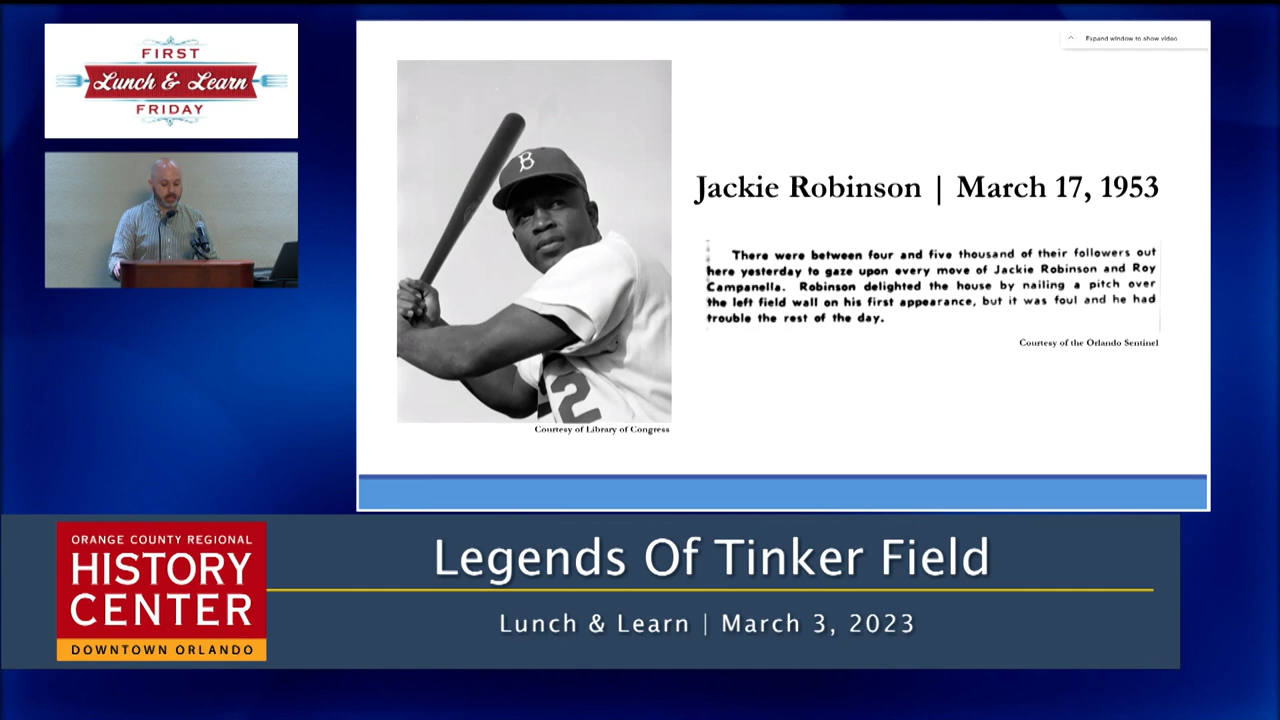 FIRST
Lunch & Learn
FRIDAY
Expand window to show video
B
Jackie Robinson | March 17, 1953
There were between four and five thousand of their followers out
here yesterday to gaze upon every move of Jackie Robinson and Roy
Campanella. Robinson delighted the house by nailing a pitch over
the left field wall on his first appearance, but it was foul and he had
trouble the rest of the day.
Courtesy of the Orlando Sentinel
2
Courtesy of Library of Congress
ORANGE COUNTY REGIONAL
HISTORY
CENTER
DOWNTOWN ORLANDO
Legends Of Tinker Field
Lunch & Learn | March 3, 2023